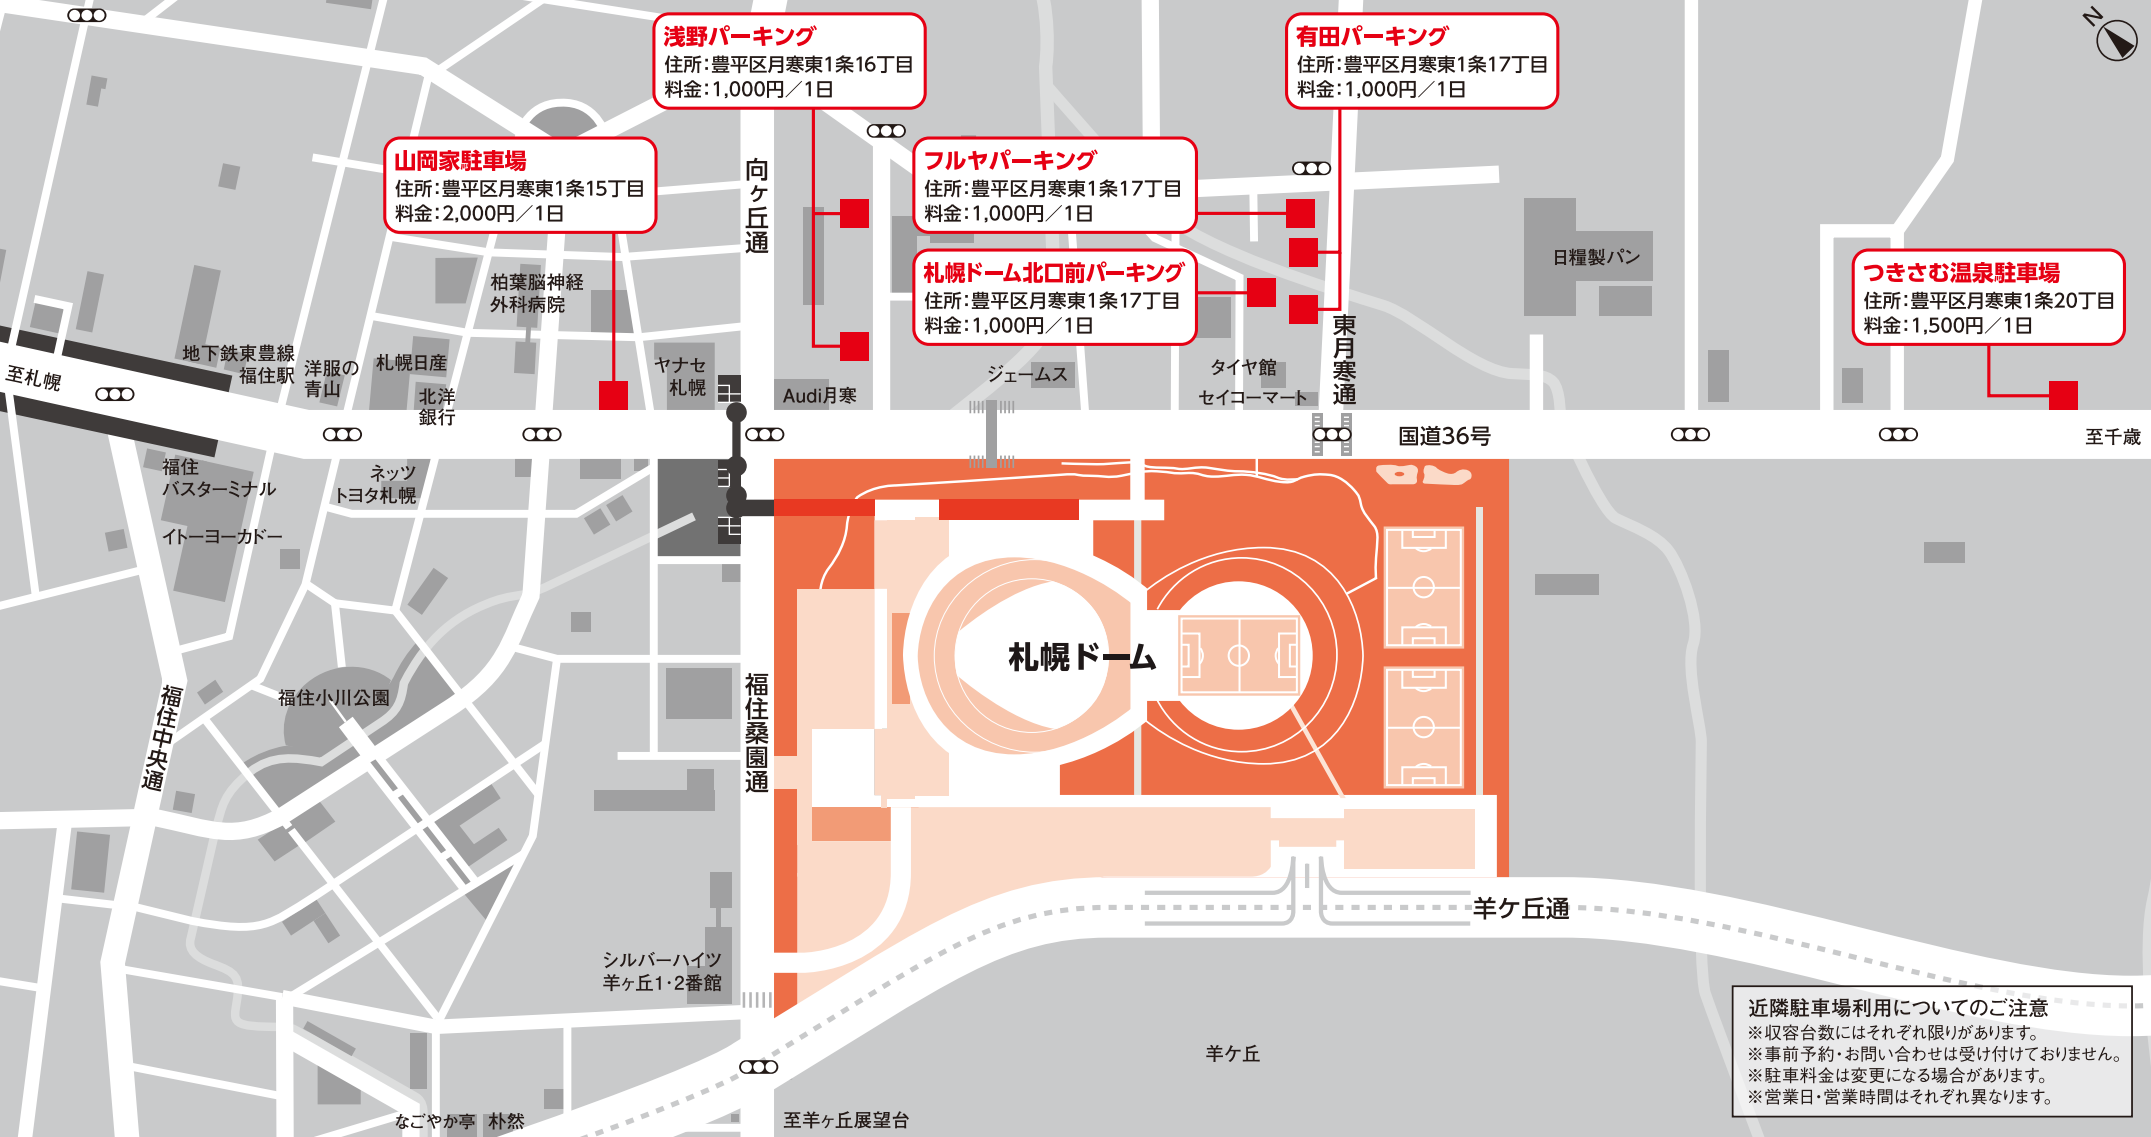 浅野パーキング
住所：豊平区月寒東1条16丁目
料金：1,000円／1日
有田パーキング
住所：豊平区月寒東1条17丁目
料金：1,000円／1日
N
山岡家駐車場
住所：豊平区月寒東1条15丁目
料金：2,000円／1日
向ヶ丘通
フルヤパーキング
住所：豊平区月寒東1条17丁目
料金：1,000円／1日
札幌ドーム北口前パーキング
住所：豊平区月寒東1条17丁目
料金：1,000円／1日
つきさむ温泉駐車場
住所：豊平区月寒東1条20丁目
料金：1,500円／1日
日糧製パン
柏葉脳神経
外科病院
東月寒通
地下鉄東豊線
福住駅
洋服の
青山
札幌日産
北洋
銀行
ヤナセ
札幌
Audi月寒
ジェームス
タイヤ館
セイコーマート
至札幌
国道36号
至千歳
福住
バスターミナル
ネッツ
トヨタ札幌
イトーヨーカドー
札幌ドーム
福住小川公園
福住中央通
福住桑園通
羊ケ丘通
シルバーハイツ
羊ヶ丘1・2番館
羊ケ丘
なごやか亭
朴然
至羊ヶ丘展望台
近隣駐車場利用についてのご注意
※収容台数にはそれぞれ限りがあります。
※事前予約・お問い合わせは受け付けておりません。
※駐車料金は変更になる場合があります。
※営業日・営業時間はそれぞれ異なります。